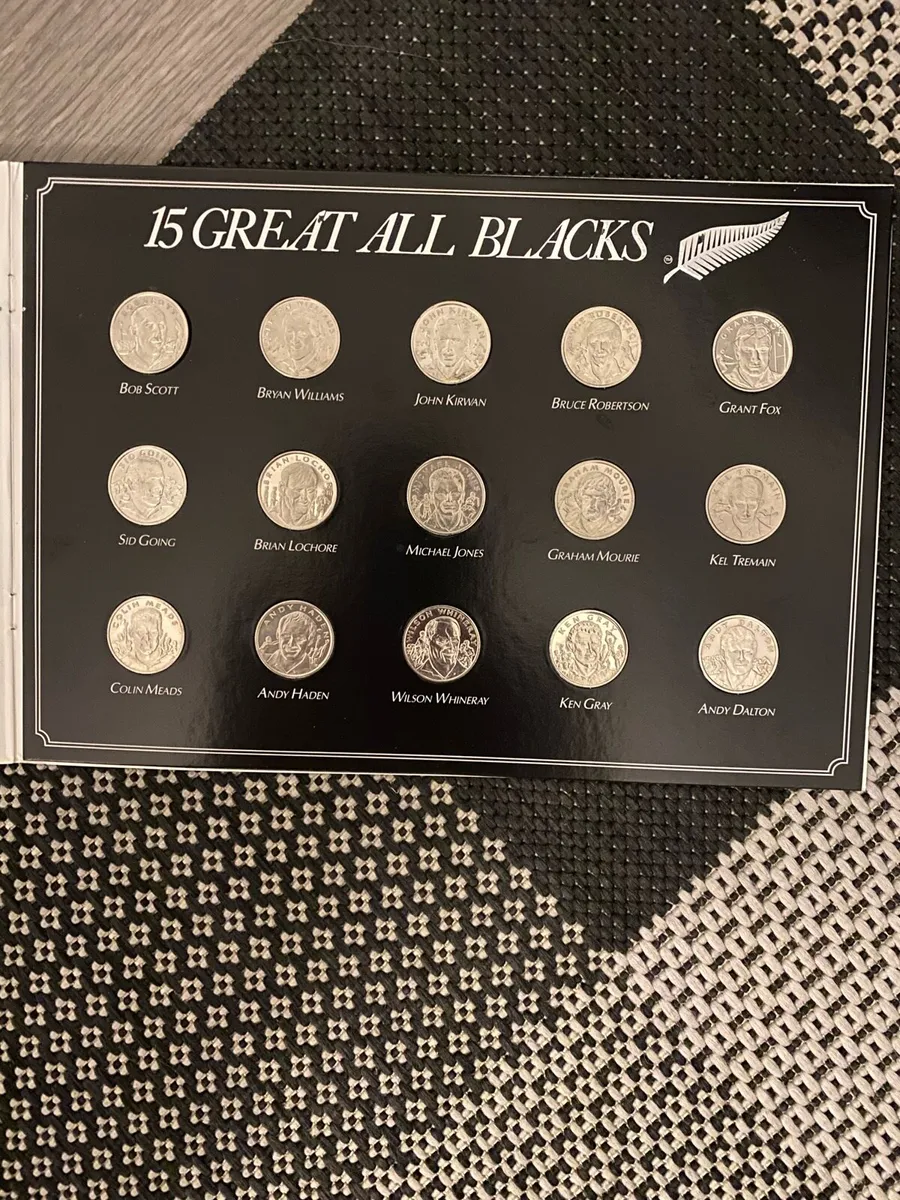 15 GREAT ALL BLACKS
BOB SCOTT
BRYAN WILLIAMS
JOHN KIRWAN
BRUCE ROBERTSON
GRANT FOX
SID GOING
BRIAN LOCHORE
MICHAEL JONES
GRAHAM MOURIE
KEL TREMAIN
COLIN MEADS
ANDY HADEN
WILSON WHINERAY
KEN GRAY
ANDY DALTON